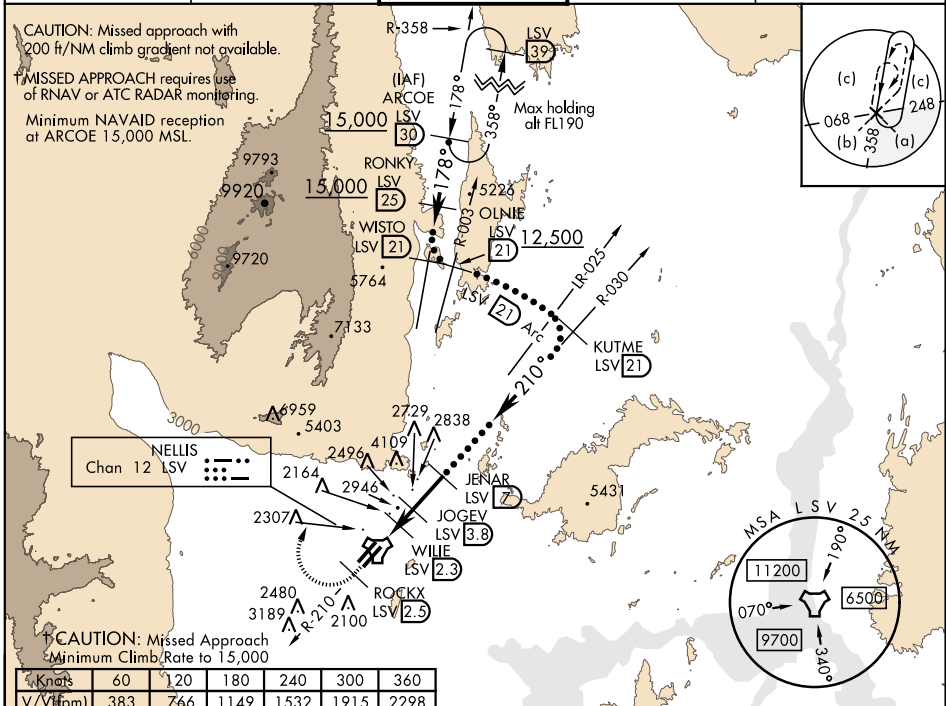 CAUTION: Missed approach with
200 ft/NM climb gradient not available.
†MISSED APPROACH requires use
of RNAV or ATC RADAR monitoring.
Minimum NAVAID reception
at ARCOE 15,000 MSL.
R-358
LSV
39
(IAF)
ARCOE
LSV
30
15,000
178°
358°
Max holding
alt FL190
(c)
(c)
068
248
(b)
358
(a)
RONKY
LSV
25
15,000
178°
9793
9920
9720
6000
9000
7133
5764
5226
R-003
WISTO
LSV 21
OLNIE
LSV
21
12,500
LSV 21 Arc
LR-025
R-030
KUTME
LSV 21
210°
3000
6959
5403
2729
2838
4109
2496
2164
2946
2307
NELLIS
Chan 12 LSV
JENAR
LSV 7
JOGEV
LSV 3.8
WILIE
LSV 2.3
ROCKX
LSV 2.5
5431
R-210
2480
3189
2100
MSA LSV 25 NM
190°
11200
6500
070°
9700
340°
†CAUTION: Missed Approach
Minimum Climb Rate to 15,000
Knots 60 120 180 240 300 360
V/V(fpm) 383 766 1149 1532 1915 2298